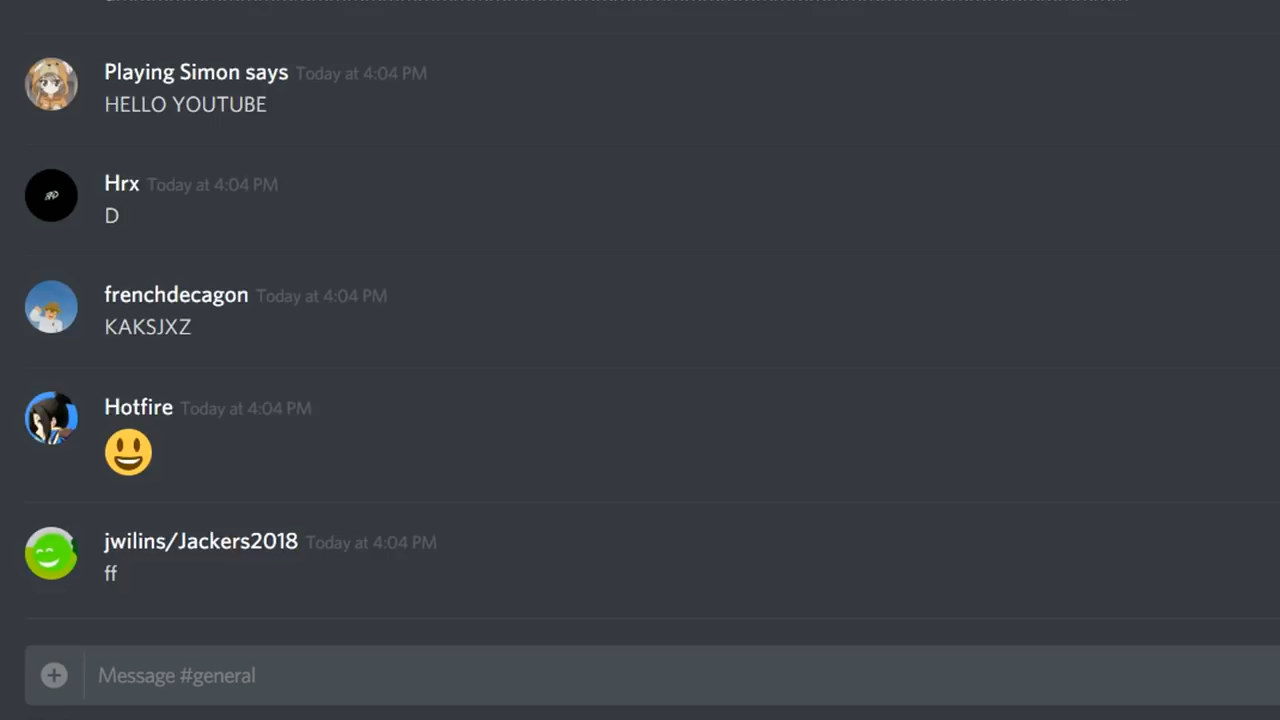 Playing Simon says Today at 4:04 PM
HELLO YOUTUBE
Hrx Today at 4:04 PM
D
frenchdecagon Today at 4:04 PM
KAKSJXZ
Hotfire Today at 4:04 PM
😃
jwilins/Jackers2018 Today at 4:04 PM
ff
Message #general